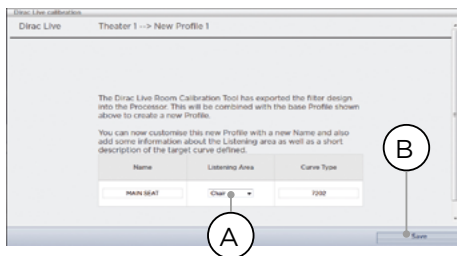 Dirac Live calibration
Dirac Live Theater 1 --> New Profile 1
The Dirac Live Room Calibration Tool has exported the filter design
into the Processor. This will be combined with the base Profile shown
above to create a new Profile.
You can now customise this new Profile with a new Name and also
add some information about the Listening area as well as a short
description of the target curve defined.
Name Listening Area Curve Type
MAIN SEAT Chair 7202
A
B
Save